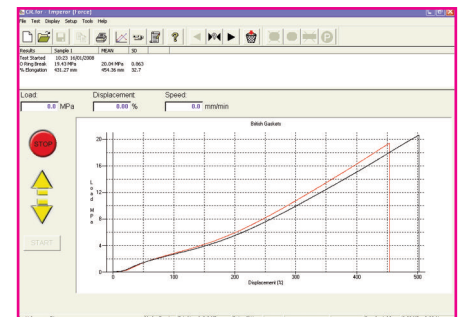 Imperor [Force]
File Test Display Setup Tools Help
Results Sample 1 MEAN SD
Test Started 10:23 16/01/2008
O Ring Break 19.43 MPa 20.04 MPa 0.863
% Elongation 431.27 mm 454.36 mm 32.7
Load Displacement Speed
0.0 MPa 0.00 % 0.0 mm/min
British Gaskets
STOP
START
Load MPa
20
16
12
8
4
0
0 100 200 300 400 500
Displacement (%)